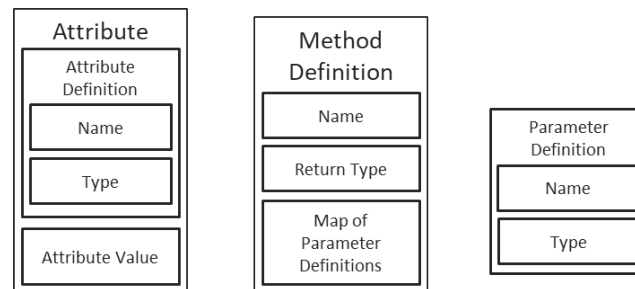 Attribute
Attribute
Definition
Name
Type
Attribute Value
Method
Definition
Name
Return Type
Map of
Parameter
Definitions
Parameter
Definition
Name
Type